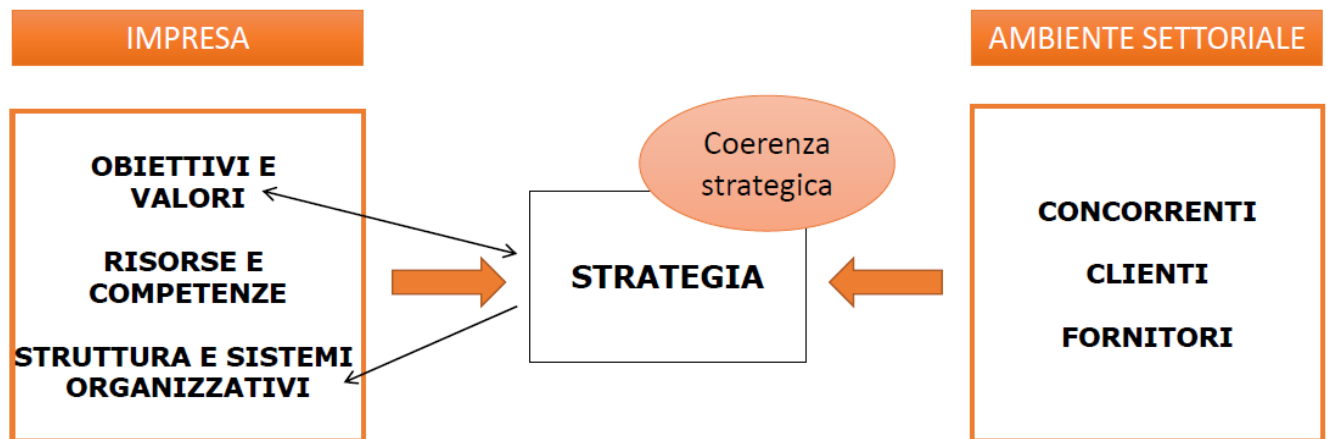 IMPRESA
AMBIENTE SETTORIALE
OBIETTIVI E
VALORI
RISORSE E
COMPETENZE
STRUTTURA E SISTEMI
ORGANIZZATIVI
Coerenza
strategica
STRATEGIA
CONCORRENTI
CLIENTI
FORNITORI